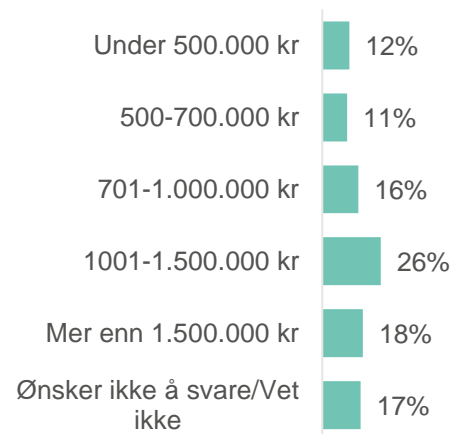 Under 500.000 kr 12%
500-700.000 kr 11%
701-1.000.000 kr 16%
1001-1.500.000 kr 26%
Mer enn 1.500.000 kr 18%
Ønsker ikke å svare/Vet
ikke 17%